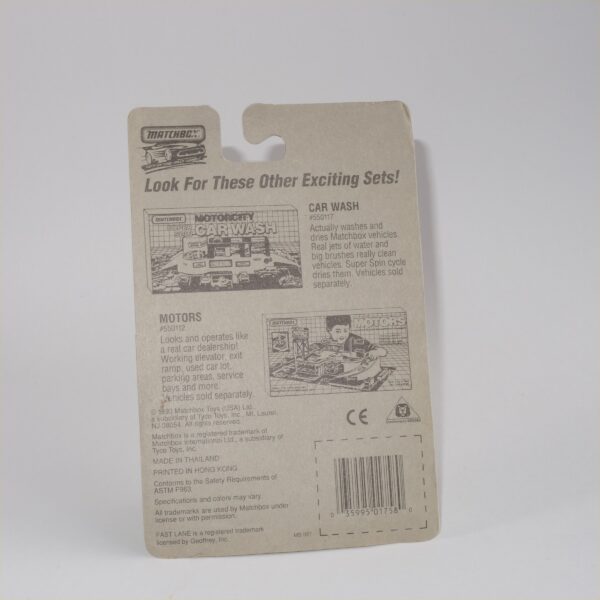 MATCHBOX
Look For These Other Exciting Sets!
MATCHBOX
MOTORCITY
CAR WASH
CAR WASH
#550117
Actually washes and
dries Matchbox vehicles
Real jets of water and
big brushes really clean
vehicles. Super Spin cycle
dries them. Vehicles sold
separately.
MOTORS
#550112
Looks and operates like
a real car dealership!
Working elevator, exit
ramp, used car lot,
parking areas, service
bays and more.
Vehicles sold separately.
MATCHBOX
MOTORS
Matchbox Toys (USA) Ltd.,
a subsidiary of Tyco Toys, Inc., Mt. Laurel,
NJ 08054. All rights reserved.
Matchbox is a registered trademark of
Matchbox International Ltd., a subsidiary of
Tyco Toys, Inc.
MADE IN THAILAND
PRINTED IN HONG KONG
Conforms to the Safety Requirements of
ASTM F963.
Specifications and colors may vary.
All trademarks are used by Matchbox under
license or with permission.
FAST LANE is a registered trademark
licensed by Geoffrey, Inc.
CE
0 35995 01758 0